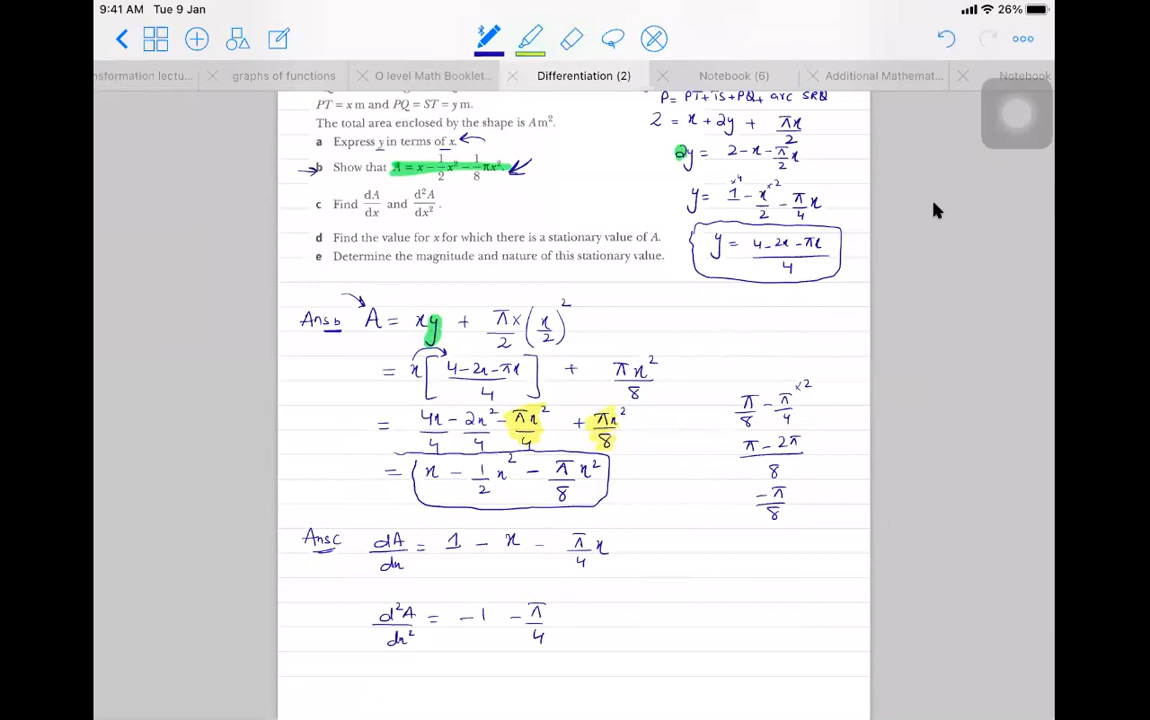 9:41 AM Tue 9 Jan
26%
nsformation lectu...
graphs of functions
O level Math Booklet...
Differentiation (2)
Notebook (6)
Additional Mathemat...
Notebook
PT = x m and PQ = ST = y m.
The total area enclosed by the shape is A m².
a Express y in terms of x.
b Show that A = x − 1/2 x² − 1/8 πx².
c Find dA/dx and d²A/dx².
d Find the value for x for which there is a stationary value of A.
e Determine the magnitude and nature of this stationary value.
P = PT + TS + PQ + arc SRQ
2 = x + 2y + πx/2
2y = 2 - x - π/2 x
y = 1 ×4 - x/2 ×2 - π/4 x
y = 4 - 2x - πx / 4
Ans b A = xy + π/2 × (x/2)²
= x [4 - 2x - πx / 4] + πx²/8
= 4x/4 - 2x²/4 - πx²/4 + πx²/8
= x - 1/2 x² - π/8 x²
π/8 - π/4 ×2
π - 2π / 8
-π/8
Ans c dA/dx = 1 - x - π/4 x
d²A/dx² = -1 - π/4